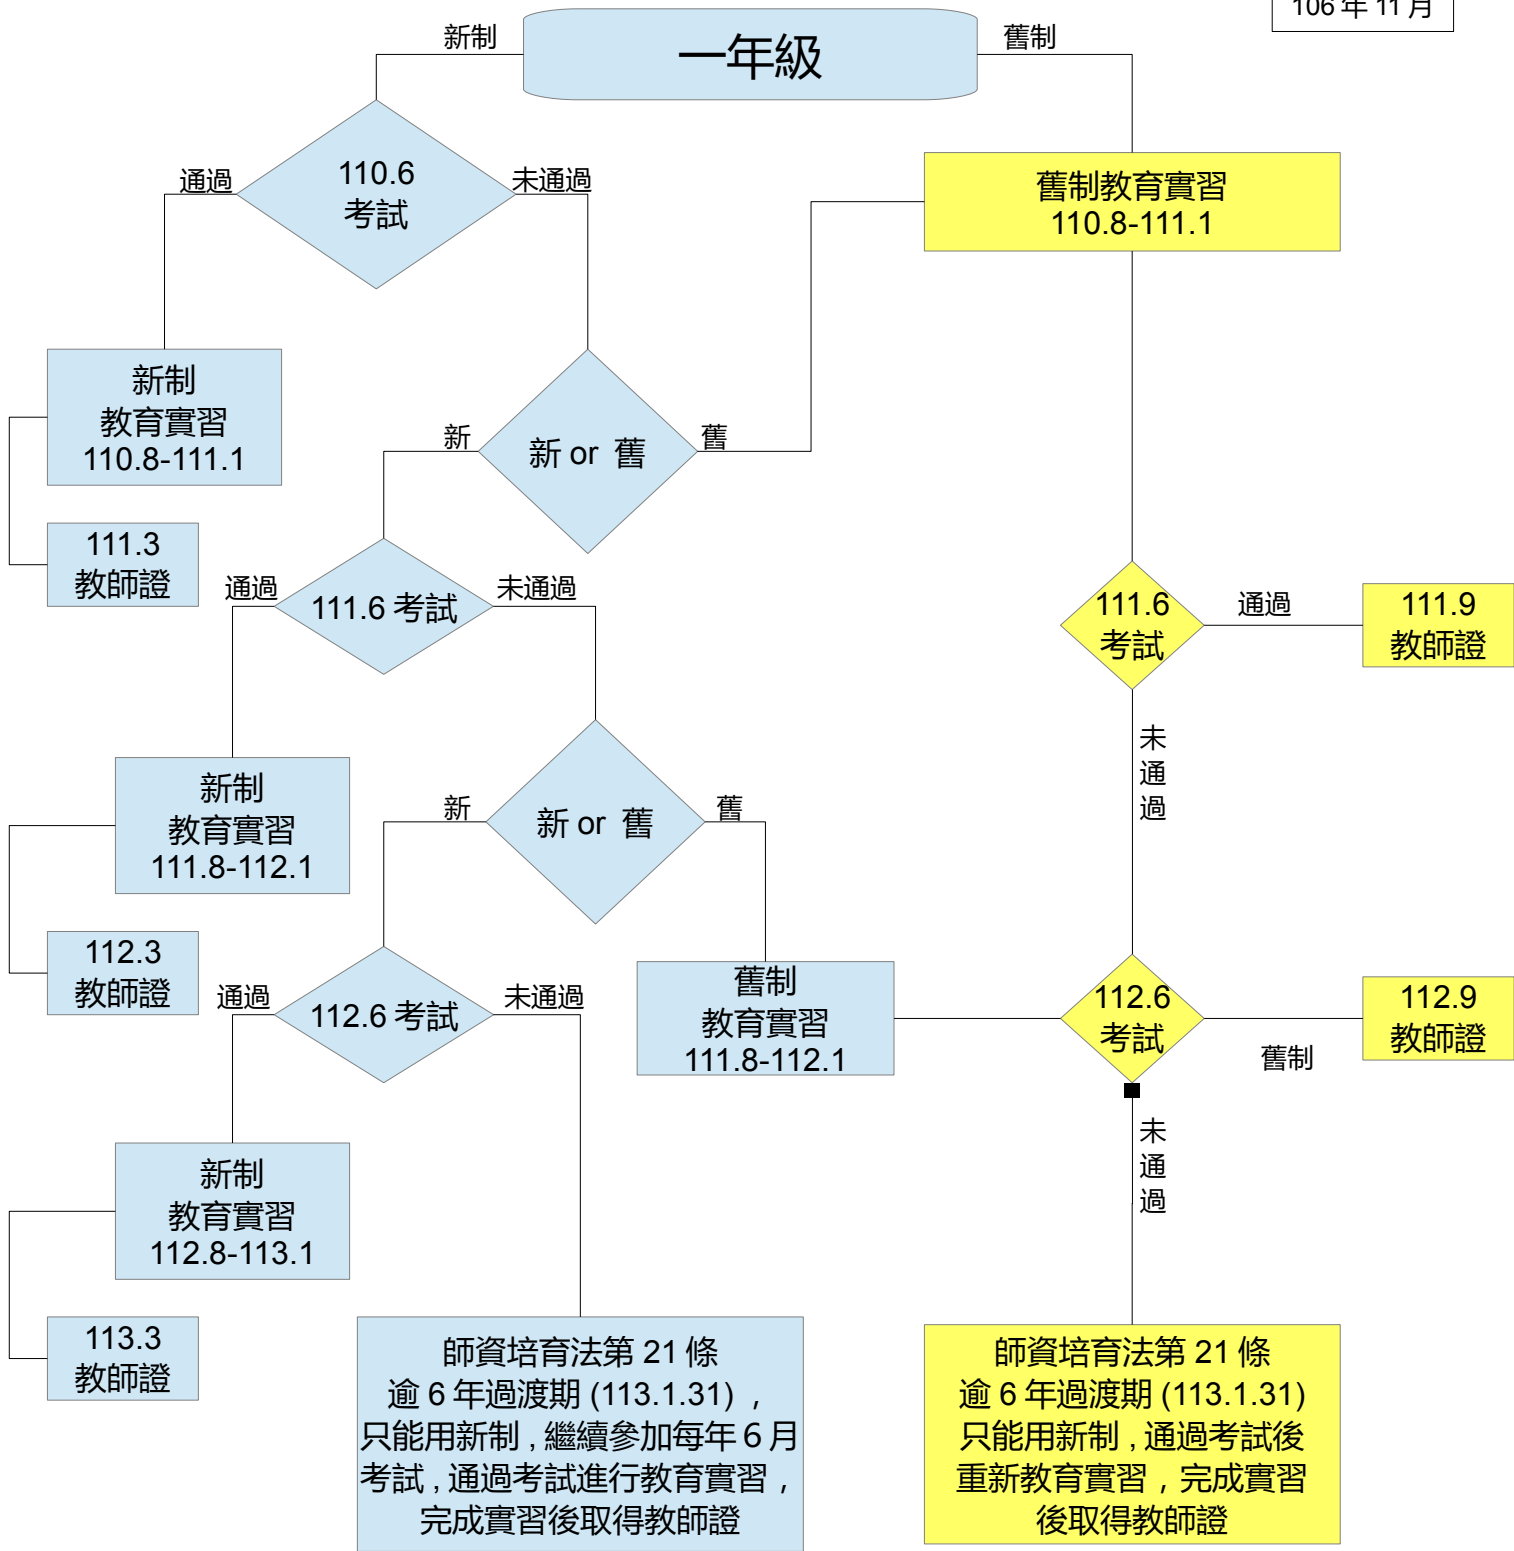 106 年 11 月
新制
一年級
舊制
通過
110.6
考試
未通過
舊制教育實習
110.8-111.1
新制
教育實習
110.8-111.1
新
新 or 舊
舊
111.3
教師證
通過
111.6 考試
未通過
111.6
考試
通過
111.9
教師證
未
通
過
新制
教育實習
111.8-112.1
新
新 or 舊
舊
112.3
教師證
通過
112.6 考試
未通過
舊制
教育實習
111.8-112.1
112.6
考試
舊制
112.9
教師證
未
通
過
新制
教育實習
112.8-113.1
113.3
教師證
師資培育法第 21 條
逾 6 年過渡期 (113.1.31) ,
只能用新制 , 繼續參加每年 6 月
考試 , 通過考試進行教育實習 ,
完成實習後取得教師證
師資培育法第 21 條
逾 6 年過渡期 (113.1.31)
只能用新制 , 通過考試後
重新教育實習 , 完成實習
後取得教師證